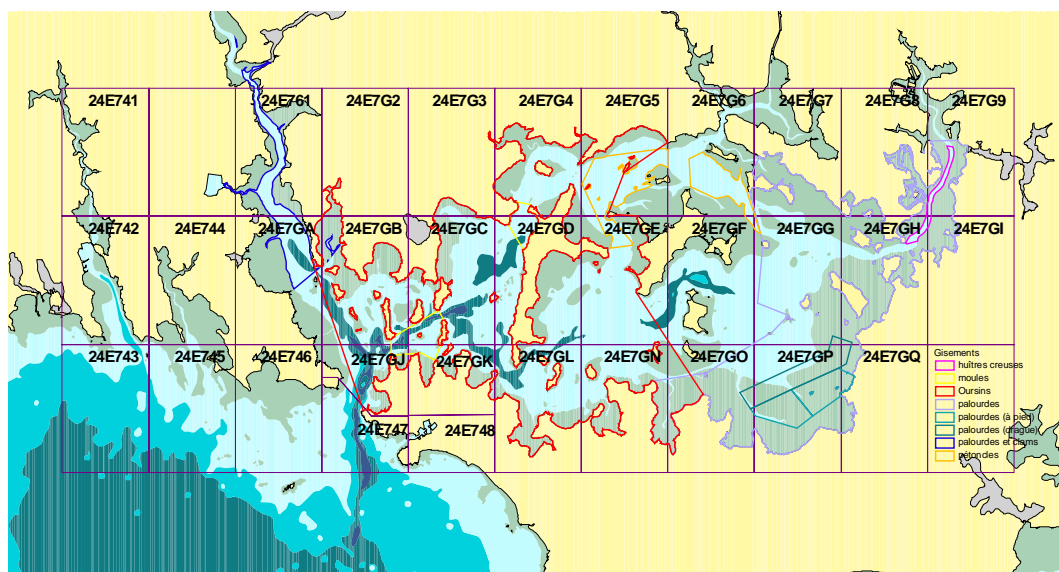 24E741 24E761 24E7G2 24E7G3 24E7G4 24E7G5 24E7G6 24E7G7 24E7G8 24E7G9
24E742 24E744 24E7GA 24E7GB 24E7GC 24E7GD 24E7GE 24E7GF 24E7GG 24E7GH 24E7GI
24E743 24E745 24E746 24E7GJ 24E7GK 24E7GL 24E7GN 24E7GO 24E7GP 24E7GQ
24E747 24E748
Gisements
huîtres creuses
moules
Oursins
palourdes
palourdes (à pied)
palourdes (drague)
palourdes et clams
pétondes